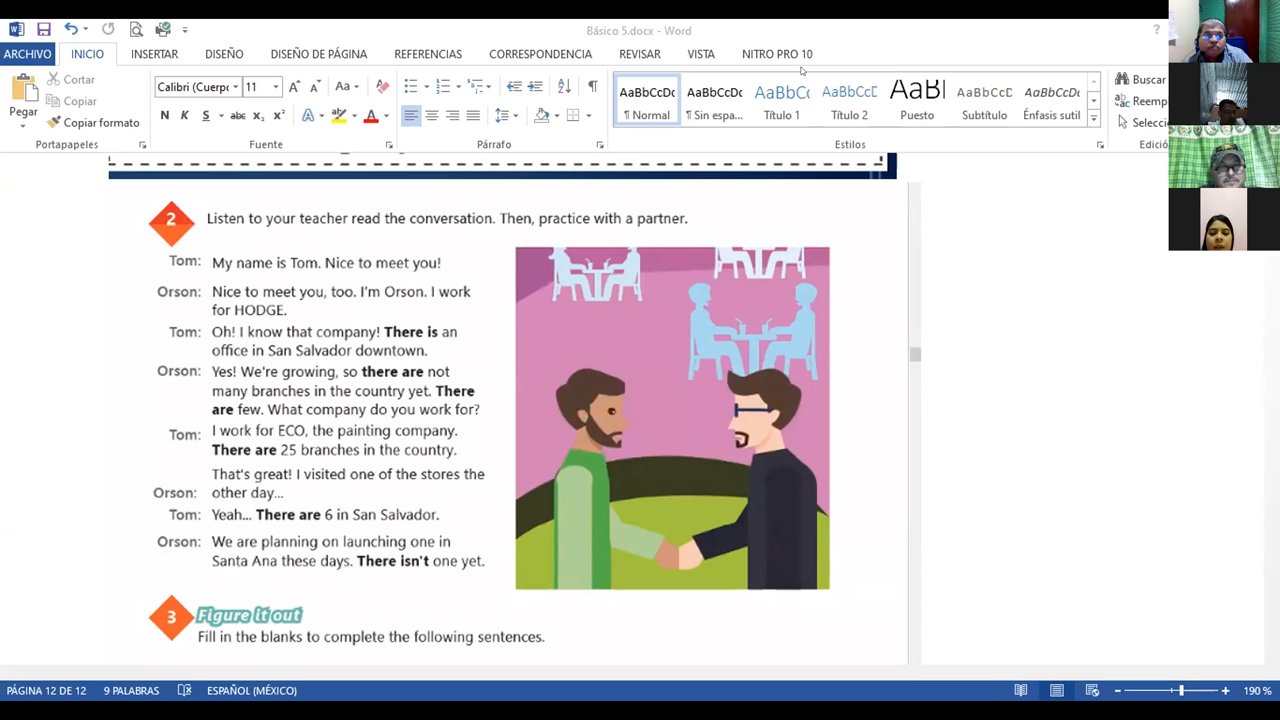 Básico 5.docx - Word
?
ARCHIVO INICIO INSERTAR DISEÑO DISEÑO DE PÁGINA REFERENCIAS CORRESPONDENCIA REVISAR VISTA NITRO PRO 10
Pegar
Cortar
Copiar
Copiar formato
Portapapeles
Calibri (Cuerp 11
N K S abc x₂ x²
Fuente
Párrafo
AaBbCcDc AaBbCcDc AaBbCc AaBbCcD AaBl AaBbCcD AaBbCcDc
¶ Normal ¶ Sin espa... Título 1 Título 2 Puesto Subtítulo Énfasis sutil
Estilos
Buscar
Reemp
Selecci
Edició
2 Listen to your teacher read the conversation. Then, practice with a partner.
Tom: My name is Tom. Nice to meet you!
Orson: Nice to meet you, too. I'm Orson. I work
for HODGE.
Tom: Oh! I know that company! There is an
office in San Salvador downtown.
Orson: Yes! We're growing, so there are not
many branches in the country yet. There
are few. What company do you work for?
Tom: I work for ECO, the painting company.
There are 25 branches in the country.
That's great! I visited one of the stores the
Orson: other day...
Tom: Yeah... There are 6 in San Salvador.
Orson: We are planning on launching one in
Santa Ana these days. There isn't one yet.
3 Figure it out
Fill in the blanks to complete the following sentences.
PÁGINA 12 DE 12 9 PALABRAS ESPAÑOL (MÉXICO) 190 %